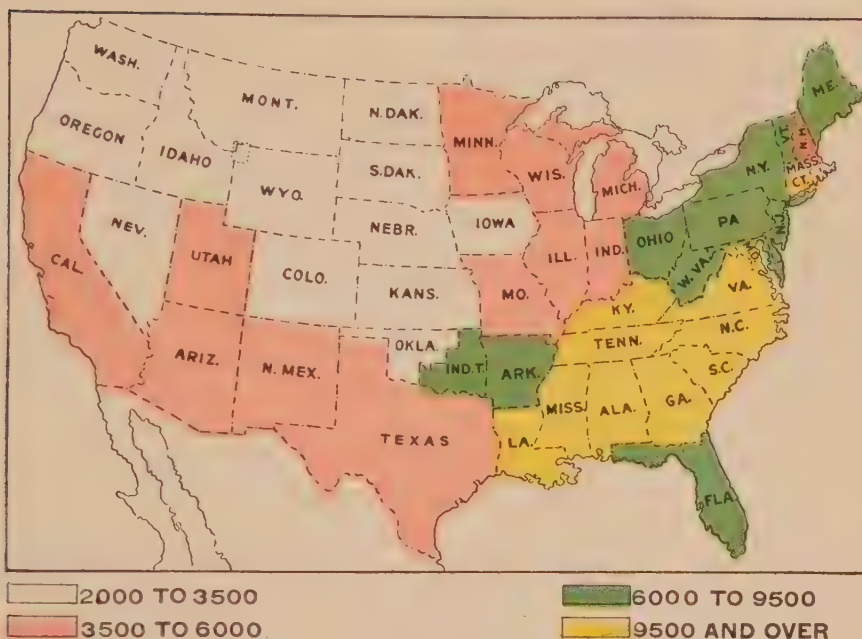 WASH.
MONT.
N.DAK.
MINN.
ME.
OREGON
IDAHO
S.DAK.
WIS.
MICH.
N.Y.
N.H.
MASS.
CT.
WYO.
NEBR.
IOWA
PA
N.J.
NEV.
UTAH
COLO.
KANS.
ILL.
IND.
OHIO
W.VA.
VA.
CAL.
MO.
KY.
N.C.
ARIZ.
N.MEX.
OKLA.
IND.T.
ARK.
TENN.
S.C.
TEXAS
LA.
MISS.
ALA.
GA.
FLA.
2000 TO 3500
3500 TO 6000
6000 TO 9500
9500 AND OVER